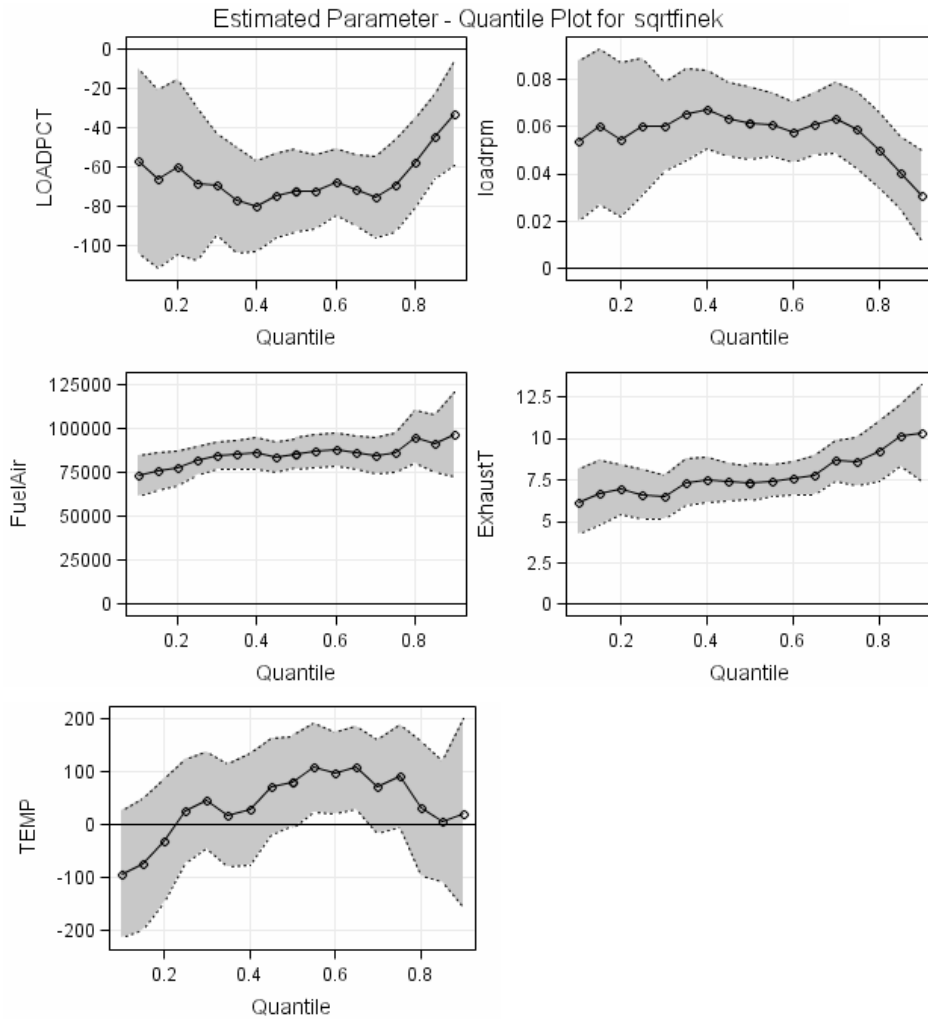 Estimated Parameter - Quantile Plot for sqrtfinek
LOADPCT
0
-20
-40
-60
-80
-100
0.2 0.4 0.6 0.8
Quantile
loadrpm
0.08
0.06
0.04
0.02
0
0.2 0.4 0.6 0.8
Quantile
FuelAir
125000
100000
75000
50000
25000
0
0.2 0.4 0.6 0.8
Quantile
ExhaustT
12.5
10
7.5
5
2.5
0
0.2 0.4 0.6 0.8
Quantile
TEMP
200
100
0
-100
-200
0.2 0.4 0.6 0.8
Quantile